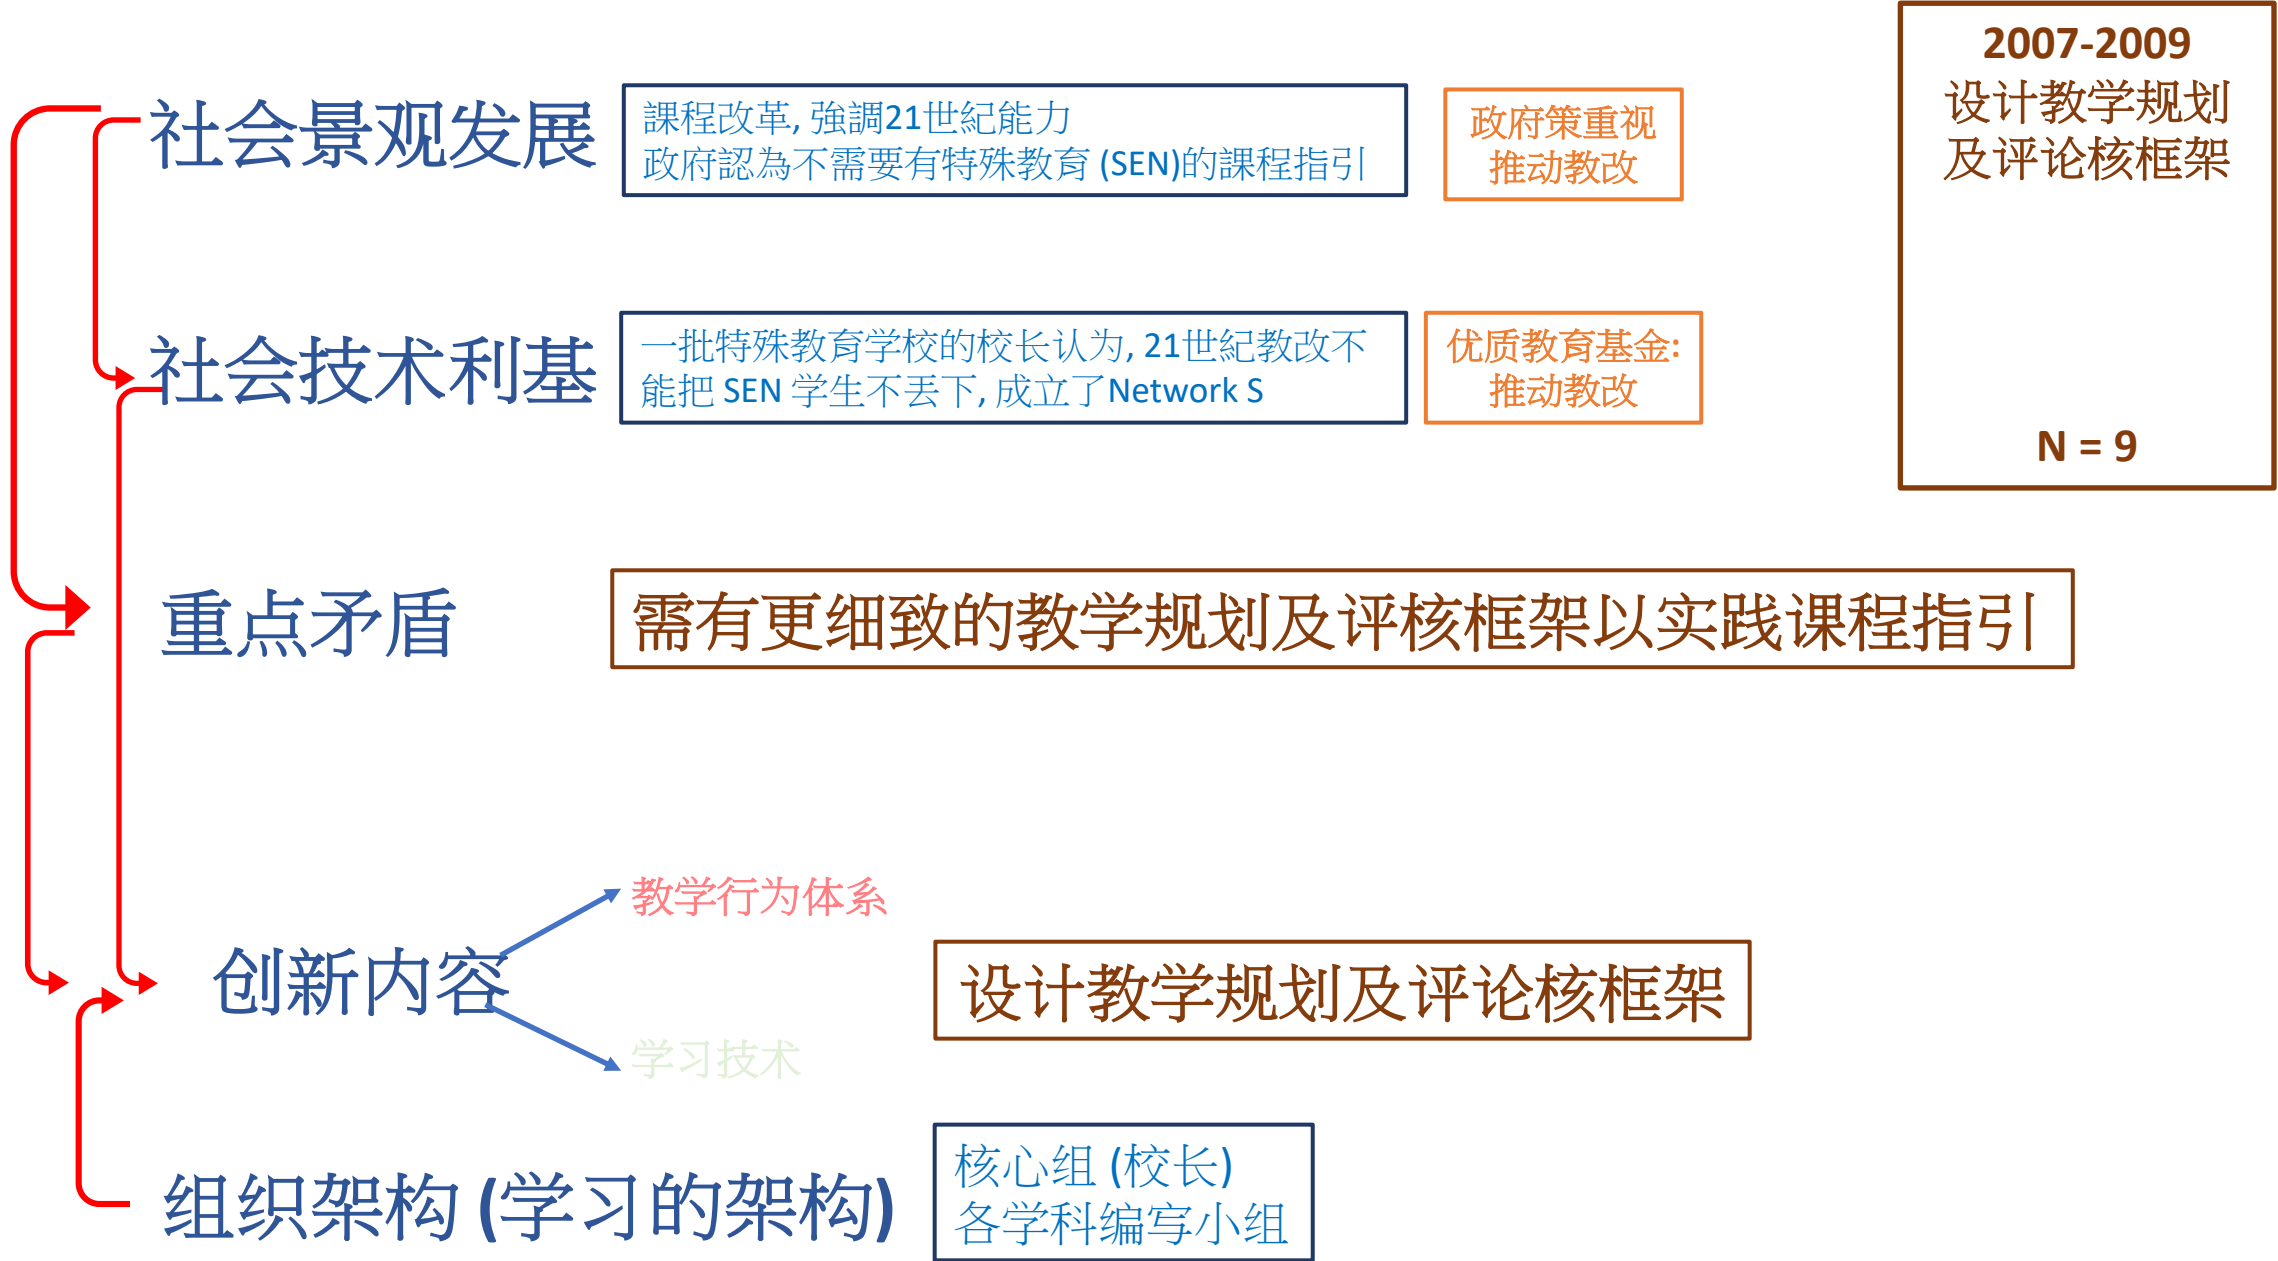 2007-2009
设计教学规划
及评论核框架
N = 9
社会景观发展
課程改革, 強調21世紀能力
政府認為不需要有特殊教育 (SEN)的課程指引
政府策重视
推动教改
社会技术利基
一批特殊教育学校的校长认为, 21世紀教改不
能把 SEN 学生不丢下, 成立了Network S
优质教育基金:
推动教改
重点矛盾
需有更细致的教学规划及评核框架以实践课程指引
教学行为体系
创新内容
设计教学规划及评论核框架
学习技术
组织架构 (学习的架构)
核心组 (校长)
各学科编写小组